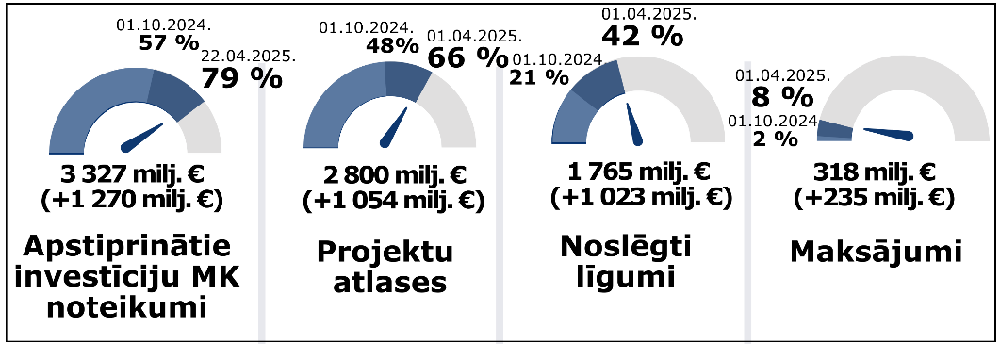 01.10.2024.
57 %
22.04.2025.
79 %
3 327 milj. €
(+1 270 milj. €)
Apstiprinātie
investīciju MK
noteikumi
01.10.2024.
48%
01.04.2025.
66 %
2 800 milj. €
(+1 054 milj. €)
Projektu
atlases
01.04.2025.
42 %
01.10.2024
21 %
1 765 milj. €
(+1 023 milj. €)
Noslēgti
līgumi
01.04.2025.
8 %
01.10.2024
2 %
318 milj. €
(+235 milj. €)
Maksājumi